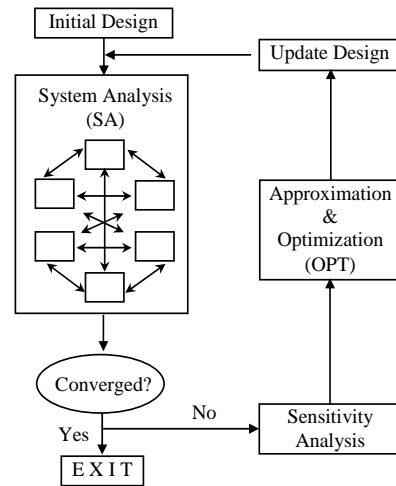 Initial Design
Update Design
System Analysis
(SA)
Approximation
&
Optimization
(OPT)
Converged?
No
Yes
Sensitivity
Analysis
E X I T